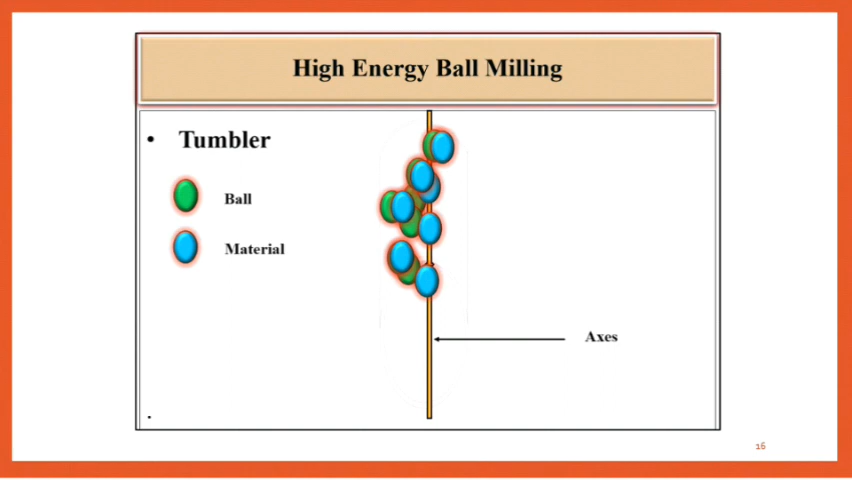 High Energy Ball Milling
• Tumbler
Ball
Material
Axes
.
16